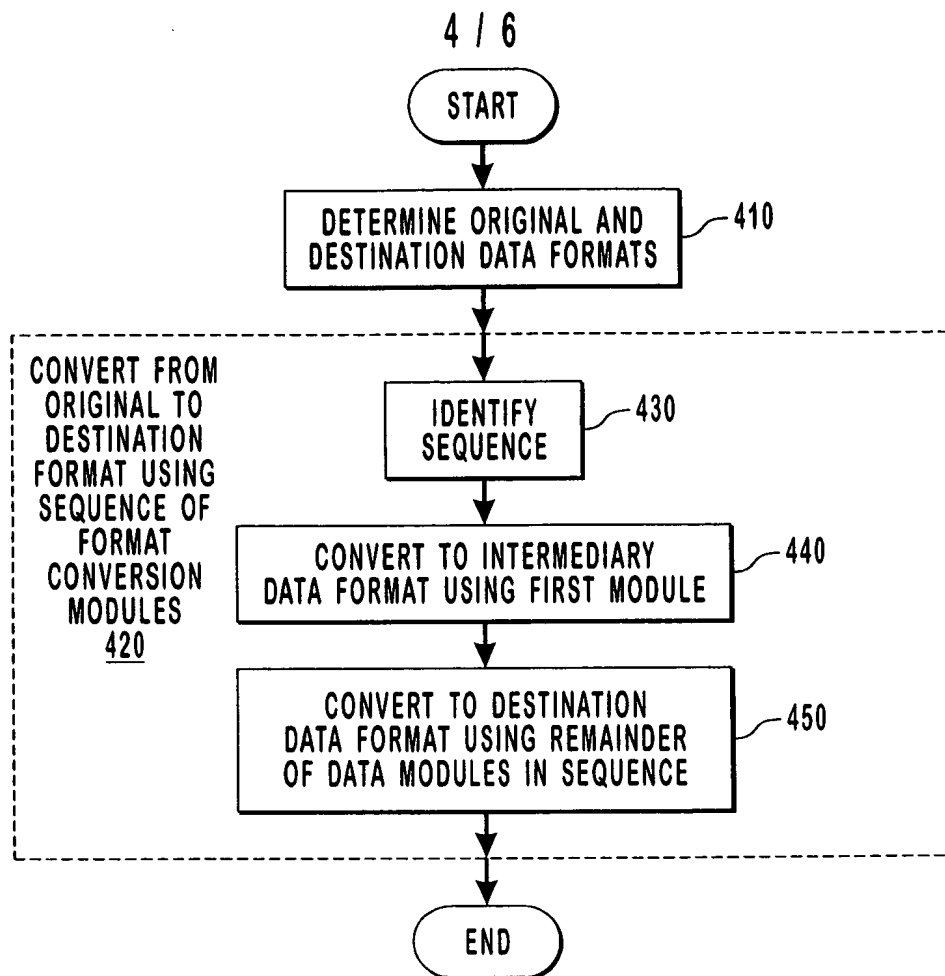 4 / 6
START
DETERMINE ORIGINAL AND
DESTINATION DATA FORMATS
410
CONVERT FROM
ORIGINAL TO
DESTINATION
FORMAT USING
SEQUENCE OF
FORMAT
CONVERSION
MODULES
420
IDENTIFY
SEQUENCE
430
CONVERT TO INTERMEDIARY
DATA FORMAT USING FIRST MODULE
440
CONVERT TO DESTINATION
DATA FORMAT USING REMAINDER
OF DATA MODULES IN SEQUENCE
450
END